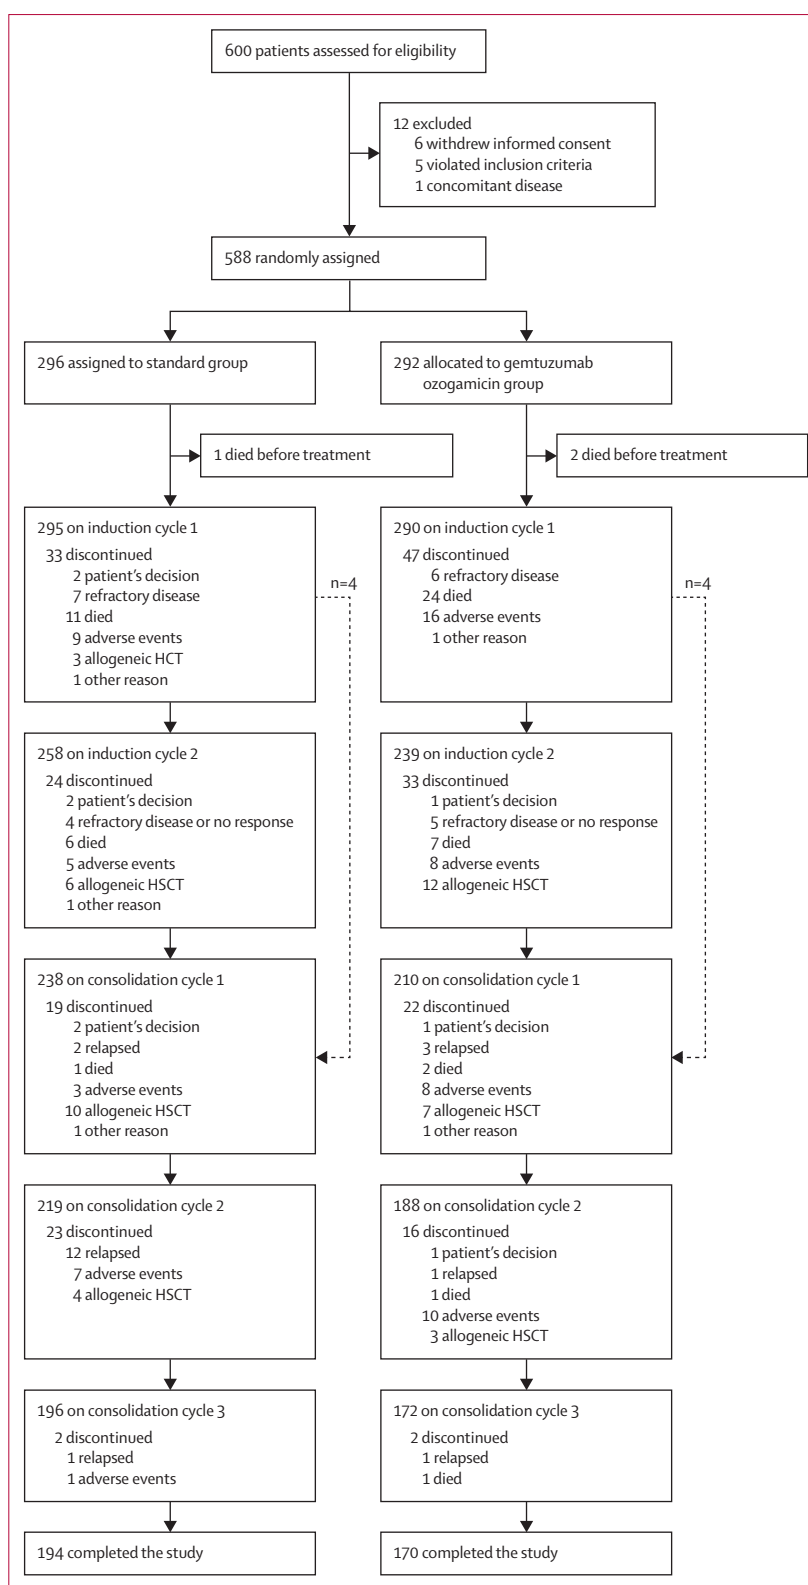 600 patients assessed for eligibility
12 excluded
6 withdrew informed consent
5 violated inclusion criteria
1 concomitant disease
588 randomly assigned
296 assigned to standard group
292 allocated to gemtuzumab
ozogamicin group
1 died before treatment
2 died before treatment
295 on induction cycle 1
33 discontinued
2 patient's decision
7 refractory disease
11 died
9 adverse events
3 allogeneic HCT
1 other reason
n=4
290 on induction cycle 1
47 discontinued
6 refractory disease
24 died
16 adverse events
1 other reason
n=4
258 on induction cycle 2
24 discontinued
2 patient's decision
4 refractory disease or no response
6 died
5 adverse events
6 allogeneic HSCT
1 other reason
239 on induction cycle 2
33 discontinued
1 patient's decision
5 refractory disease or no response
7 died
8 adverse events
12 allogeneic HSCT
238 on consolidation cycle 1
19 discontinued
2 patient's decision
2 relapsed
1 died
3 adverse events
10 allogeneic HSCT
1 other reason
210 on consolidation cycle 1
22 discontinued
1 patient's decision
3 relapsed
2 died
8 adverse events
7 allogeneic HSCT
1 other reason
219 on consolidation cycle 2
23 discontinued
12 relapsed
7 adverse events
4 allogeneic HSCT
188 on consolidation cycle 2
16 discontinued
1 patient's decision
1 relapsed
1 died
10 adverse events
3 allogeneic HSCT
196 on consolidation cycle 3
2 discontinued
1 relapsed
1 adverse events
172 on consolidation cycle 3
2 discontinued
1 relapsed
1 died
194 completed the study
170 completed the study